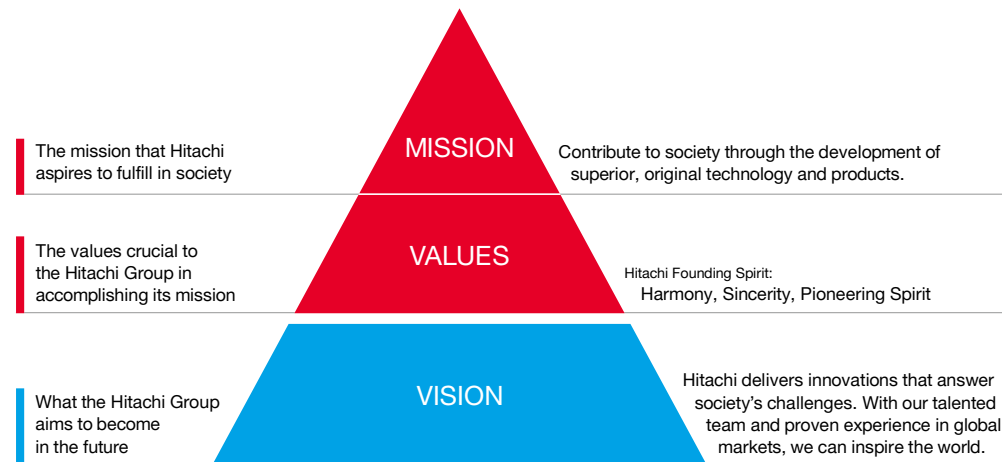 The mission that Hitachi
aspires to fulfill in society
MISSION
Contribute to society through the development of
superior, original technology and products.
The values crucial to
the Hitachi Group in
accomplishing its mission
VALUES
Hitachi Founding Spirit:
Harmony, Sincerity, Pioneering Spirit
What the Hitachi Group
aims to become
in the future
VISION
Hitachi delivers innovations that answer
society’s challenges. With our talented
team and proven experience in global
markets, we can inspire the world.